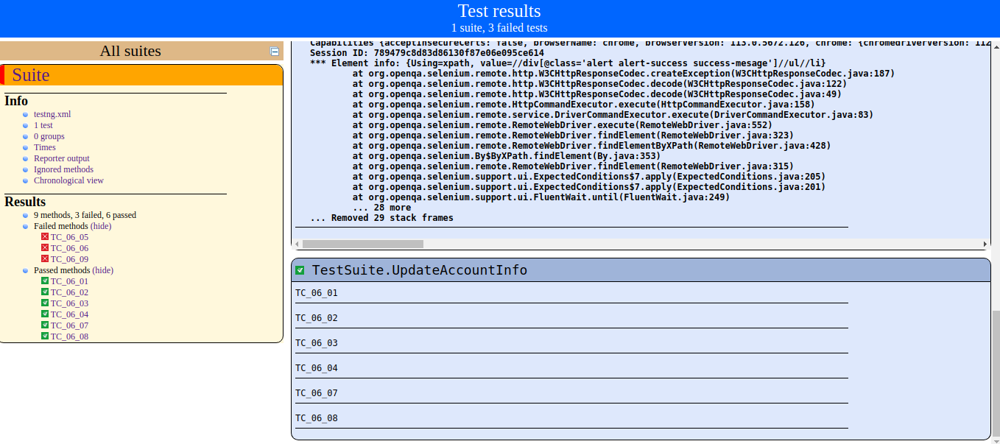 Test results
1 suite, 3 failed tests
All suites
Suite
Info
testng.xml
1 test
0 groups
Times
Reporter output
Ignored methods
Chronological view
Results
9 methods, 3 failed, 6 passed
Failed methods (hide)
TC_06_05
TC_06_06
TC_06_09
Passed methods (hide)
TC_06_01
TC_06_02
TC_06_03
TC_06_04
TC_06_07
TC_06_08
Capabilities {acceptInsecureCerts: false, browserName: chrome, browserVersion: 113.0.5672.126, chrome: {chromedriverVersion: 112
Session ID: 789479c8d83d86130f87e06e095ce614
*** Element info: {Using=xpath, value=//div[@class='alert alert-success success-mesage']//ul//li}
at org.openqa.selenium.remote.http.W3CHttpResponseCodec.createException(W3CHttpResponseCodec.java:187)
at org.openqa.selenium.remote.http.W3CHttpResponseCodec.decode(W3CHttpResponseCodec.java:122)
at org.openqa.selenium.remote.http.W3CHttpResponseCodec.decode(W3CHttpResponseCodec.java:49)
at org.openqa.selenium.remote.HttpCommandExecutor.execute(HttpCommandExecutor.java:158)
at org.openqa.selenium.remote.service.DriverCommandExecutor.execute(DriverCommandExecutor.java:83)
at org.openqa.selenium.remote.RemoteWebDriver.execute(RemoteWebDriver.java:552)
at org.openqa.selenium.remote.RemoteWebDriver.findElement(RemoteWebDriver.java:323)
at org.openqa.selenium.remote.RemoteWebDriver.findElementByXPath(RemoteWebDriver.java:428)
at org.openqa.selenium.By$ByXPath.findElement(By.java:353)
at org.openqa.selenium.remote.RemoteWebDriver.findElement(RemoteWebDriver.java:315)
at org.openqa.selenium.support.ui.ExpectedConditions$7.apply(ExpectedConditions.java:205)
at org.openqa.selenium.support.ui.ExpectedConditions$7.apply(ExpectedConditions.java:201)
at org.openqa.selenium.support.ui.FluentWait.until(FluentWait.java:249)
... 28 more
... Removed 29 stack frames
TestSuite.UpdateAccountInfo
TC_06_01
TC_06_02
TC_06_03
TC_06_04
TC_06_07
TC_06_08